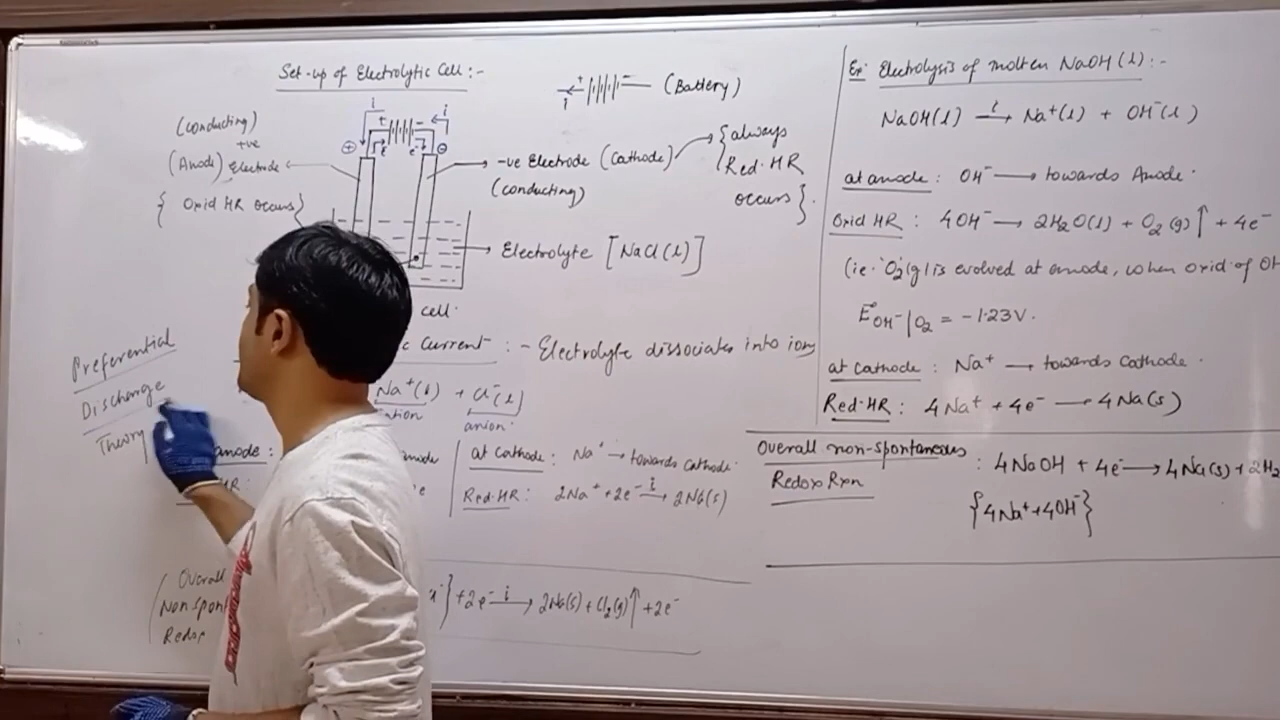 Set-up of Electrolytic Cell :-
i
i
+ - (Battery)
i
+ -
e⁻ e⁻
⊕ ⊖
(conducting)
+ve
(Anode) Electrode
{ Oxid HR occurs }
-ve Electrode (Cathode)
(conducting)
{always
Red. HR
occurs }.
Electrolyte [NaCl(l)]
cell.
Current :- Electrolyte dissociates into ions
Preferential
Discharge
Theory
Na⁺(l) + Cl⁻(l)
anion.
anode :
at Cathode : Na⁺ → towards cathode.
HR :
Red. HR : 2Na⁺ + 2e⁻ →i 2Na(s)
Overall
Non spon
Redox
} + 2e⁻ →i 2Na(s) + Cl₂(g)↑ + 2e⁻
Ex: Electrolysis of molten NaOH (l) :-
NaOH(l) →i Na⁺(l) + OH⁻(l)
at anode : OH⁻ → towards Anode.
Oxid HR : 4OH⁻ → 2H₂O(l) + O₂(g)↑ + 4e⁻
(ie. O₂(g) is evolved at anode, when oxid. of OH
E°OH⁻|O₂ = -1.23V.
at Cathode : Na⁺ → towards Cathode.
Red. HR : 4Na⁺ + 4e⁻ → 4Na(s)
Overall non-spontaneous
Redox Rxn
: 4NaOH + 4e⁻ → 4Na(s) + 2H₂
{4Na⁺ + 4OH⁻}